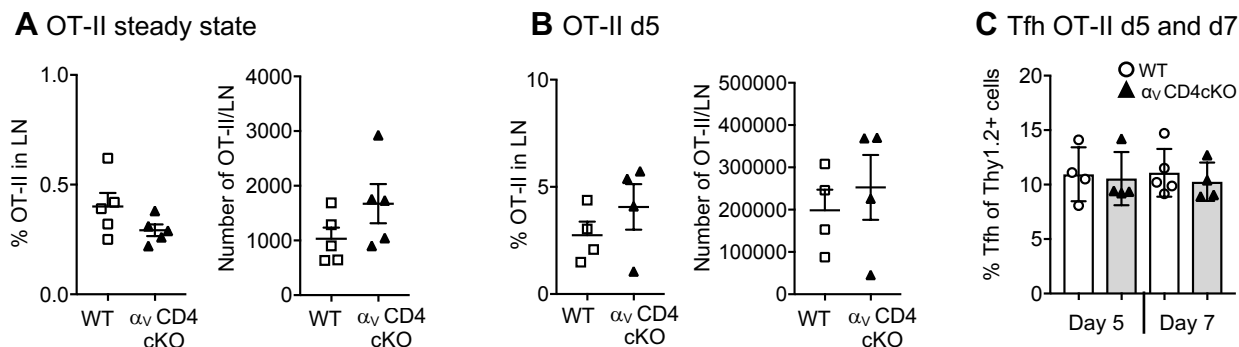 A OT-II steady state
% OT-II in LN
1.0
0.5
0.0
WT
αV CD4
cKO
Number of OT-II/LN
4000
3000
2000
1000
0
WT
αV CD4
cKO
B OT-II d5
% OT-II in LN
10
5
0
WT
αV CD4
cKO
Number of OT-II/LN
500000
400000
300000
200000
100000
0
WT
αV CD4
cKO
C Tfh OT-II d5 and d7
WT
αV CD4cKO
% Tfh of Thy1.2+ cells
20
15
10
5
0
Day 5 Day 7